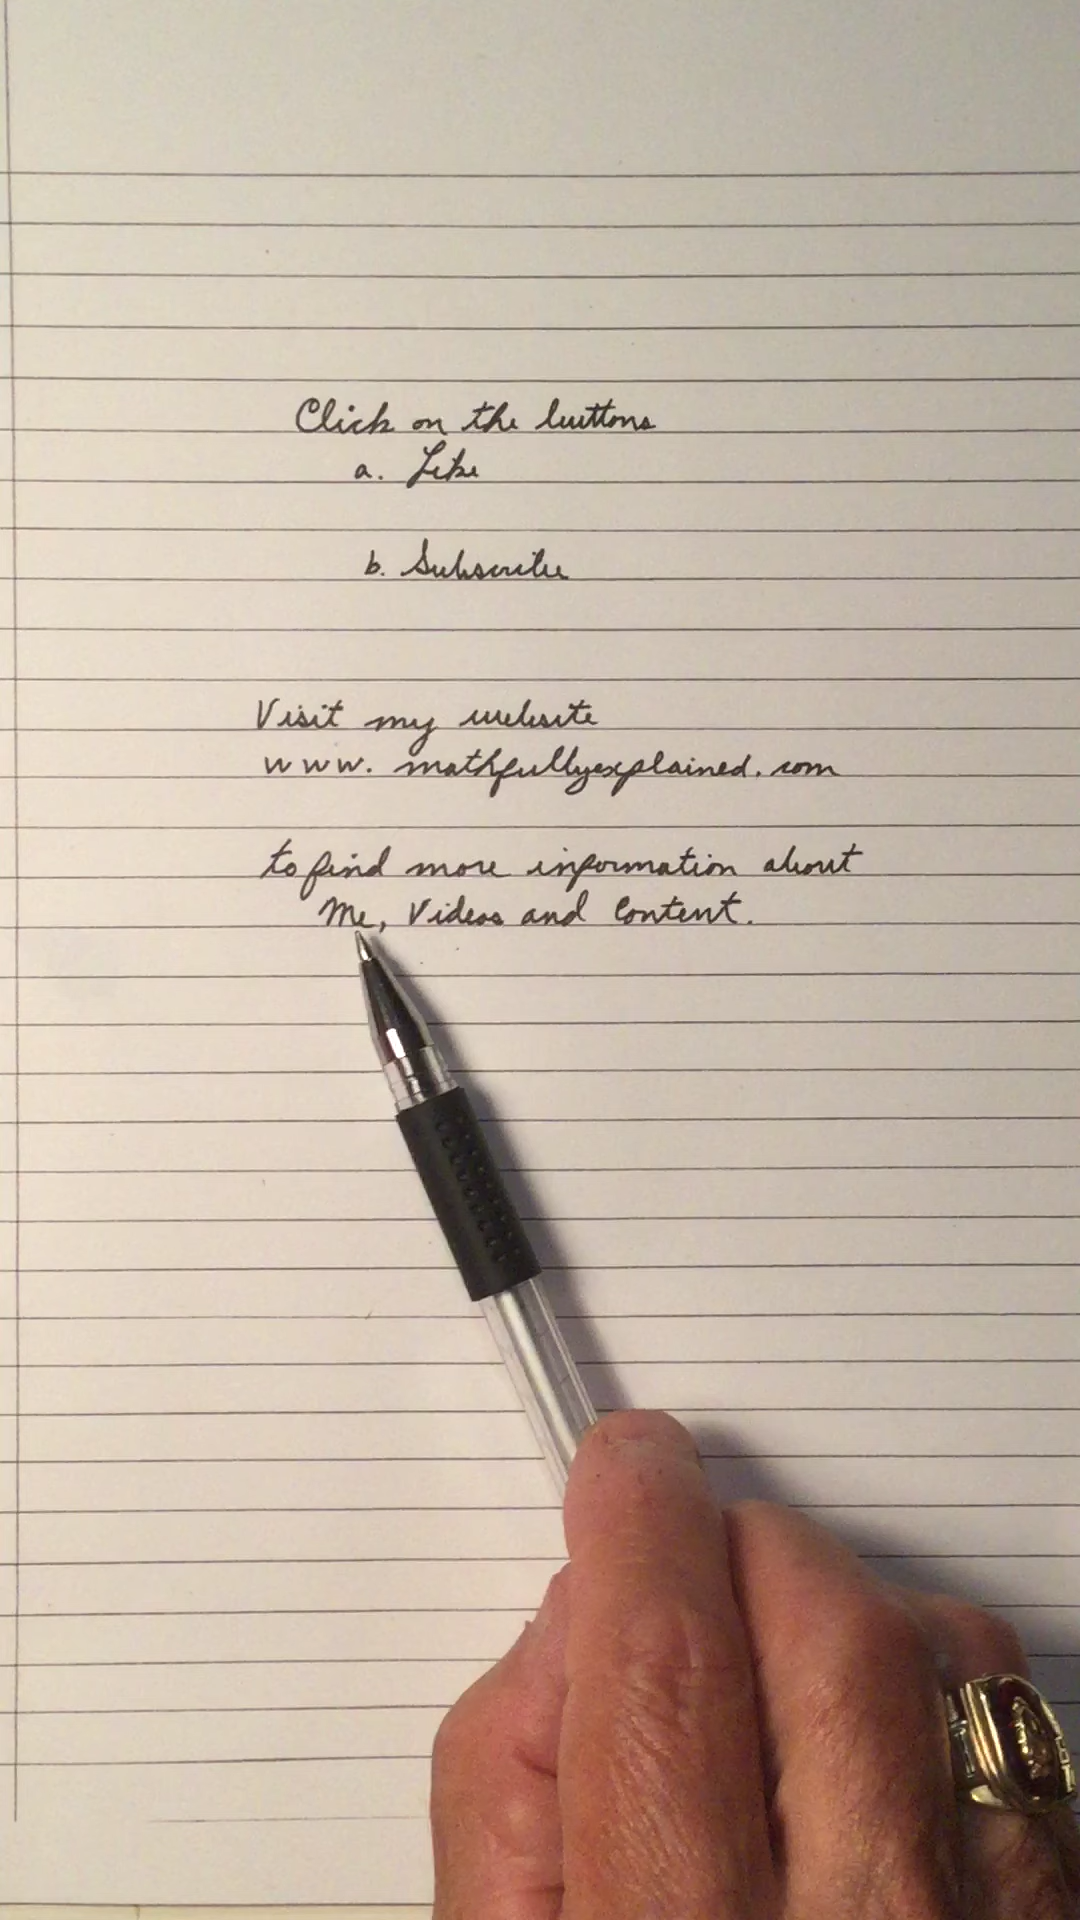 Click on the buttons
a. Like
b. Subscribe
Visit my website
www. mathfullyexplained.com
to find more information about
Me, Videos and Content.